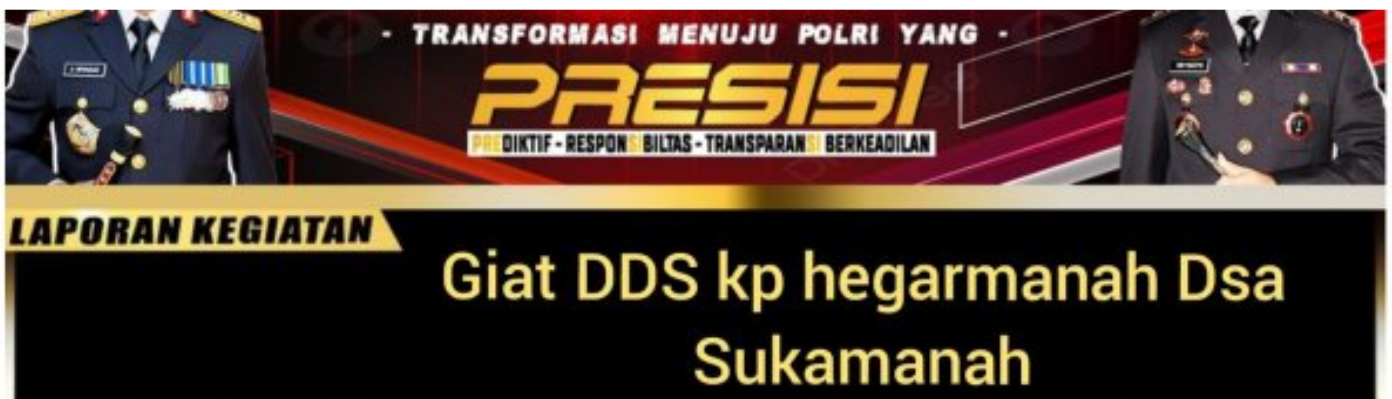 - TRANSFORMASI MENUJU POLRI YANG -
PRESISI
PREDIKTIF - RESPONSIBILTAS - TRANSPARANSI BERKEADILAN
LAPORAN KEGIATAN
Giat DDS kp hegarmanah Dsa
Sukamanah